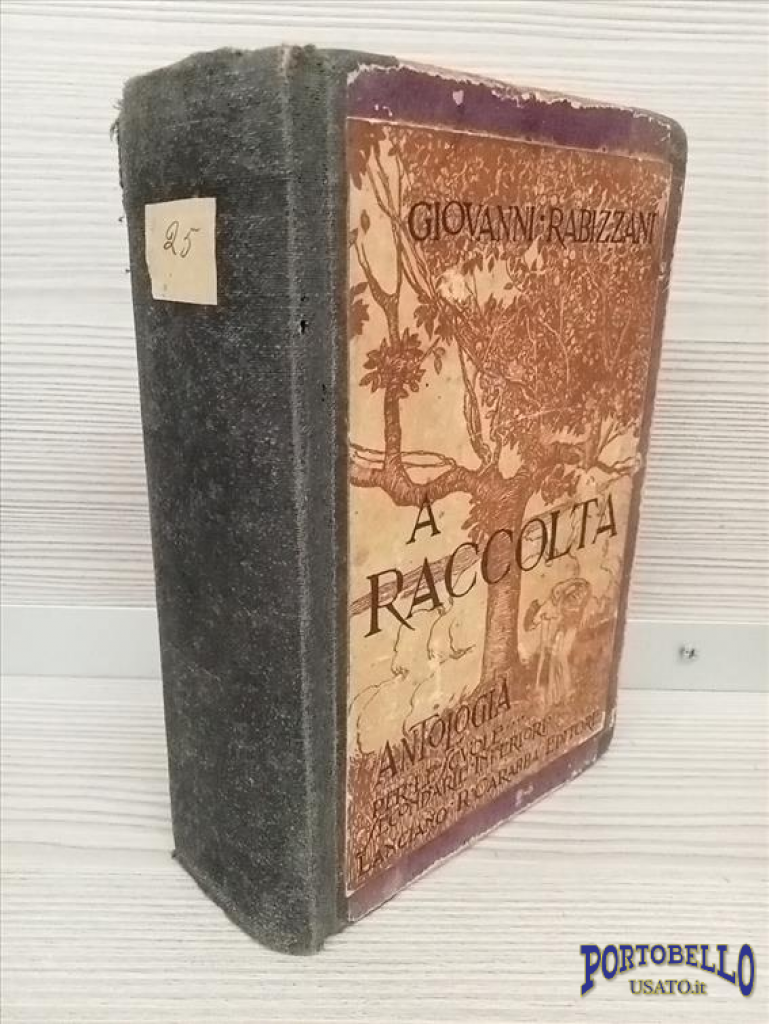 25
GIOVANNI · RABIZZANI
A
RACCOLTA
ANTOLOGIA
PER LE SCUOLE
SECONDARIE INFERIORI
LANCIANO · R. CARABBA EDITORE
PORTOBELLO
USATO.it